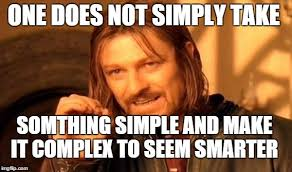 ONE DOES NOT SIMPLY TAKE
SOMTHING SIMPLE AND MAKE
IT COMPLEX TO SEEM SMARTER
imgflip.com